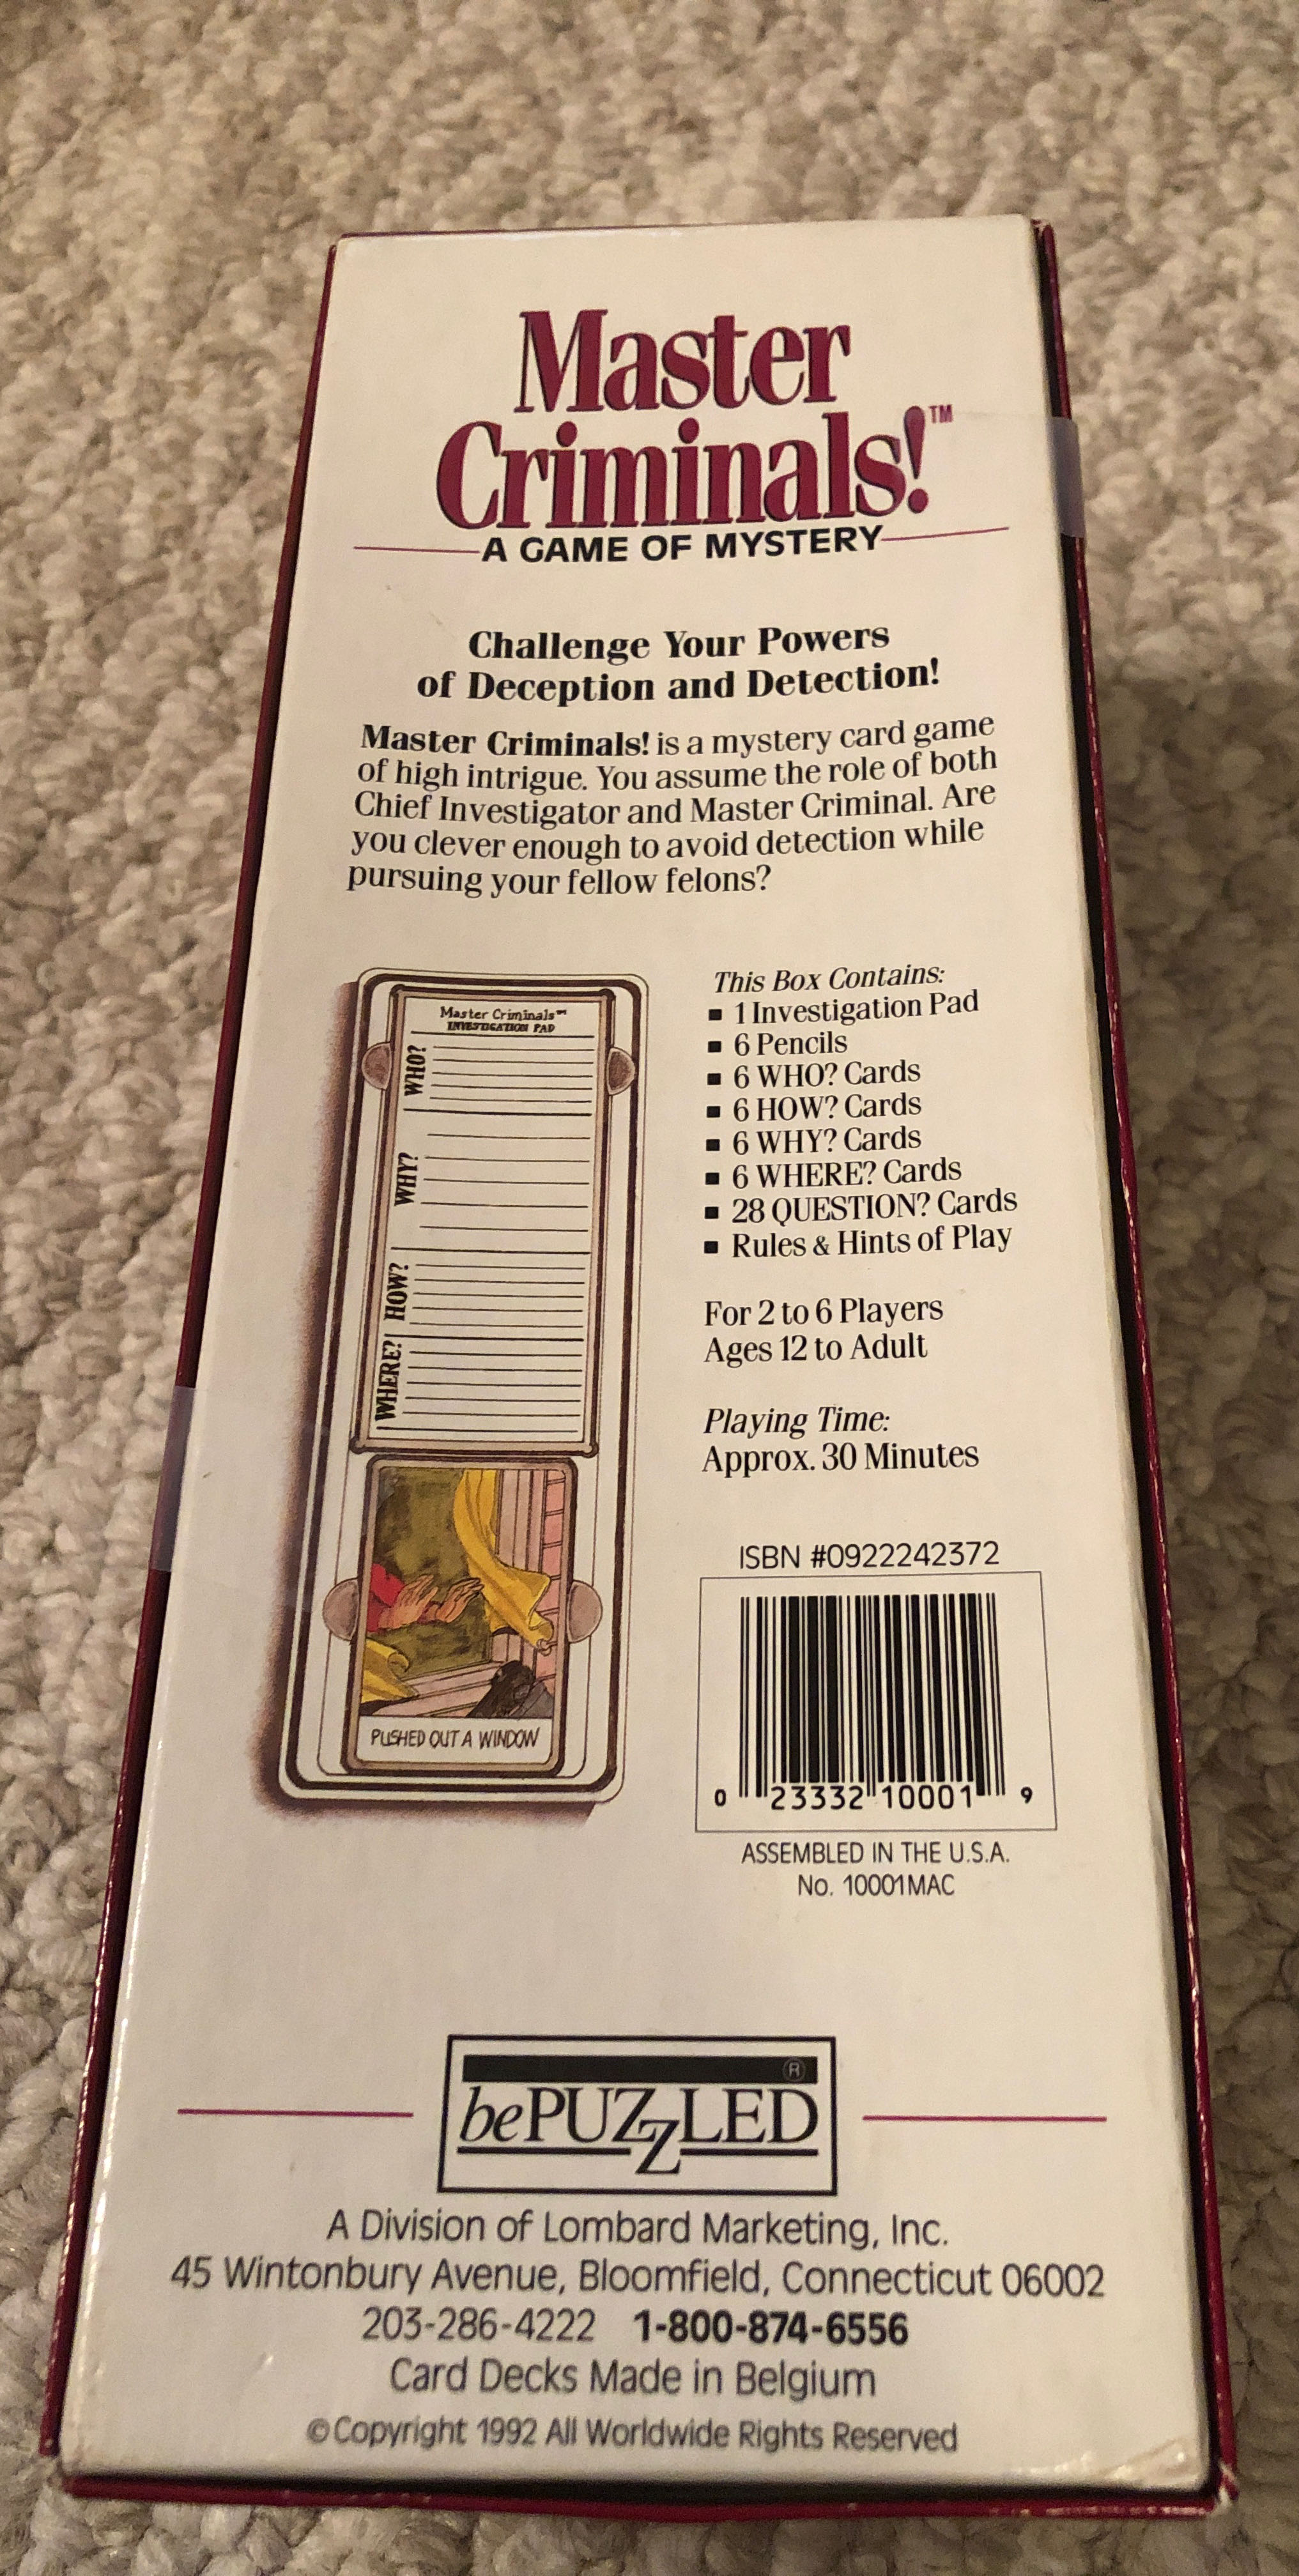 Master
Criminals!™
A GAME OF MYSTERY
Challenge Your Powers
of Deception and Detection!
Master Criminals! is a mystery card game
of high intrigue. You assume the role of both
Chief Investigator and Master Criminal. Are
you clever enough to avoid detection while
pursuing your fellow felons?
Master Criminals™
INVESTIGATION PAD
WHO?
WHY?
HOW?
WHERE?
PUSHED OUT A WINDOW
This Box Contains:
▪ 1 Investigation Pad
▪ 6 Pencils
▪ 6 WHO? Cards
▪ 6 HOW? Cards
▪ 6 WHY? Cards
▪ 6 WHERE? Cards
▪ 28 QUESTION? Cards
▪ Rules & Hints of Play
For 2 to 6 Players
Ages 12 to Adult
Playing Time:
Approx. 30 Minutes
ISBN #0922242372
0 23332 10001 9
ASSEMBLED IN THE U.S.A.
No. 10001MAC
bePUZZLED®
A Division of Lombard Marketing, Inc.
45 Wintonbury Avenue, Bloomfield, Connecticut 06002
203-286-4222 1-800-874-6556
Card Decks Made in Belgium
©Copyright 1992 All Worldwide Rights Reserved